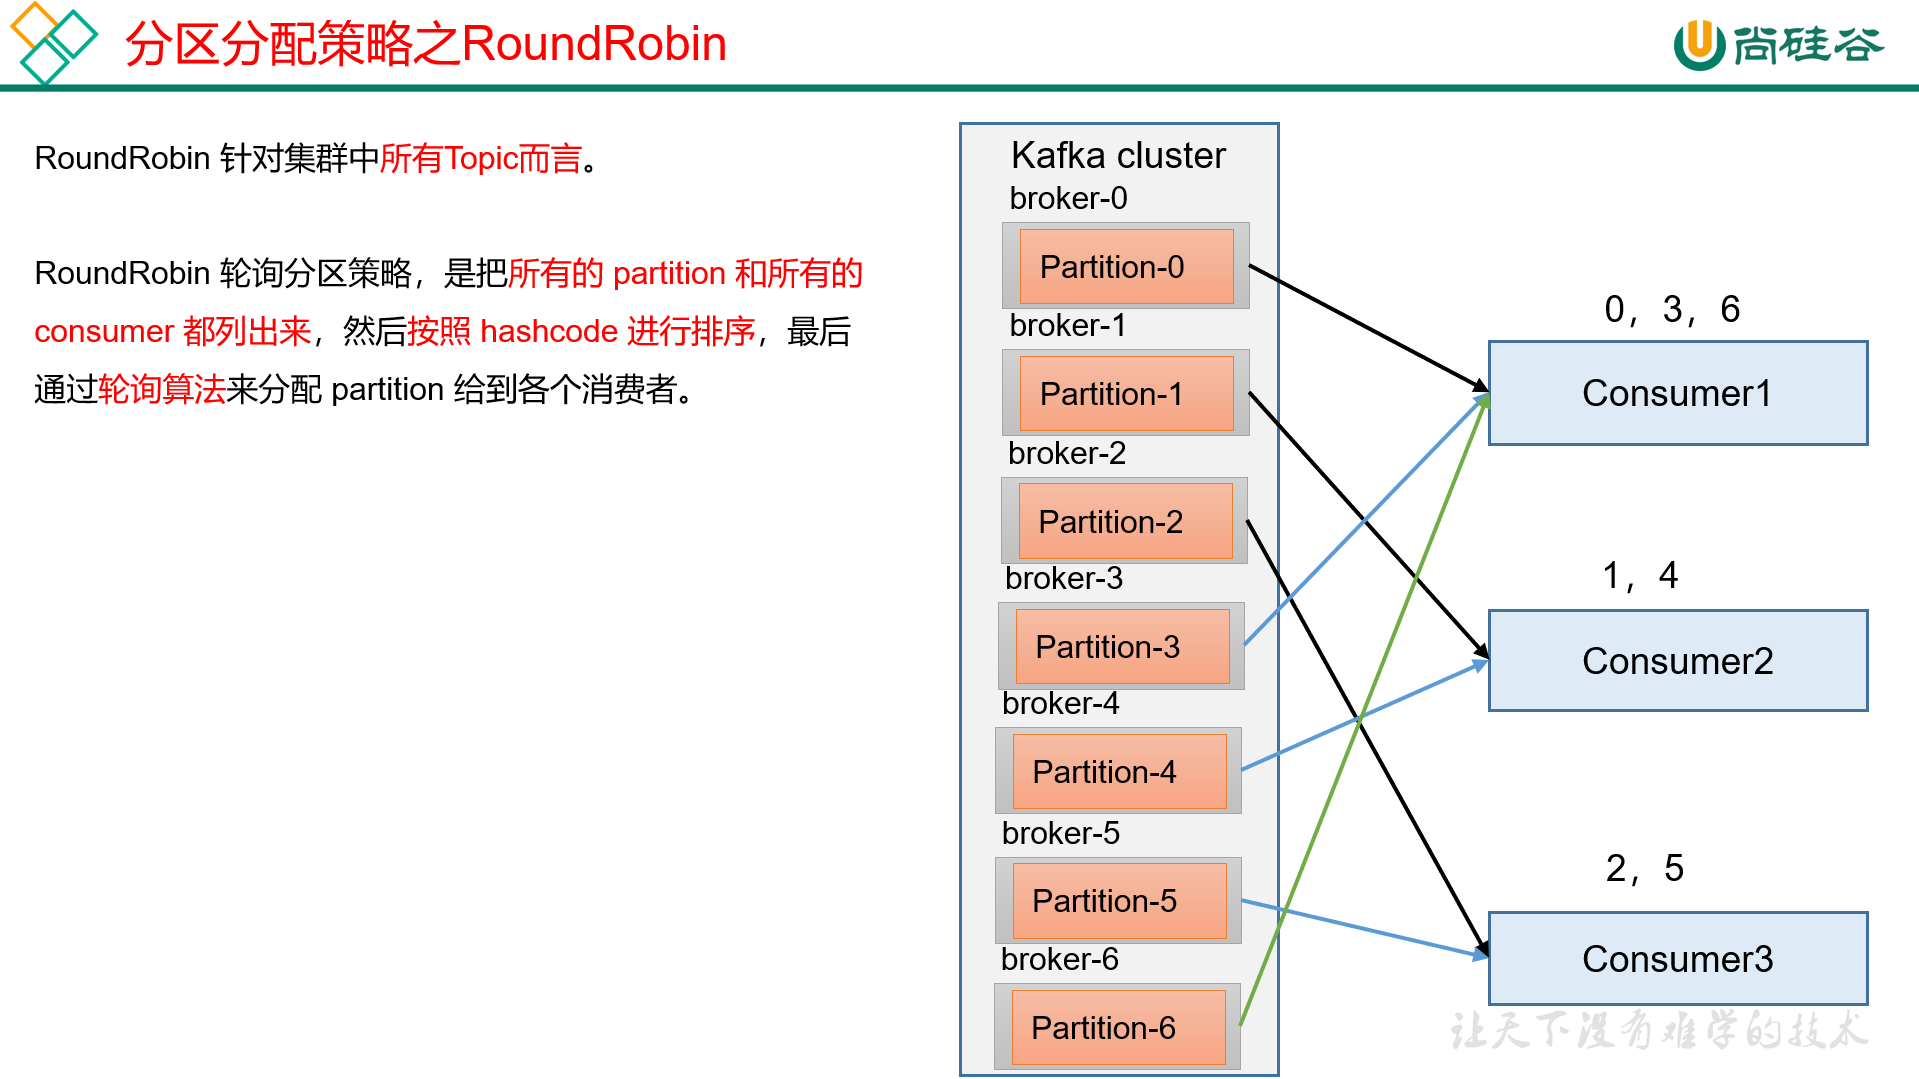 分区分配策略之RoundRobin
尚硅谷
RoundRobin 针对集群中所有Topic而言。
RoundRobin 轮询分区策略，是把所有的 partition 和所有的
consumer 都列出来，然后按照 hashcode 进行排序，最后
通过轮询算法来分配 partition 给到各个消费者。
Kafka cluster
broker-0
Partition-0
broker-1
Partition-1
broker-2
Partition-2
broker-3
Partition-3
broker-4
Partition-4
broker-5
Partition-5
broker-6
Partition-6
0，3，6
Consumer1
1，4
Consumer2
2，5
Consumer3
让天下没有难学的技术